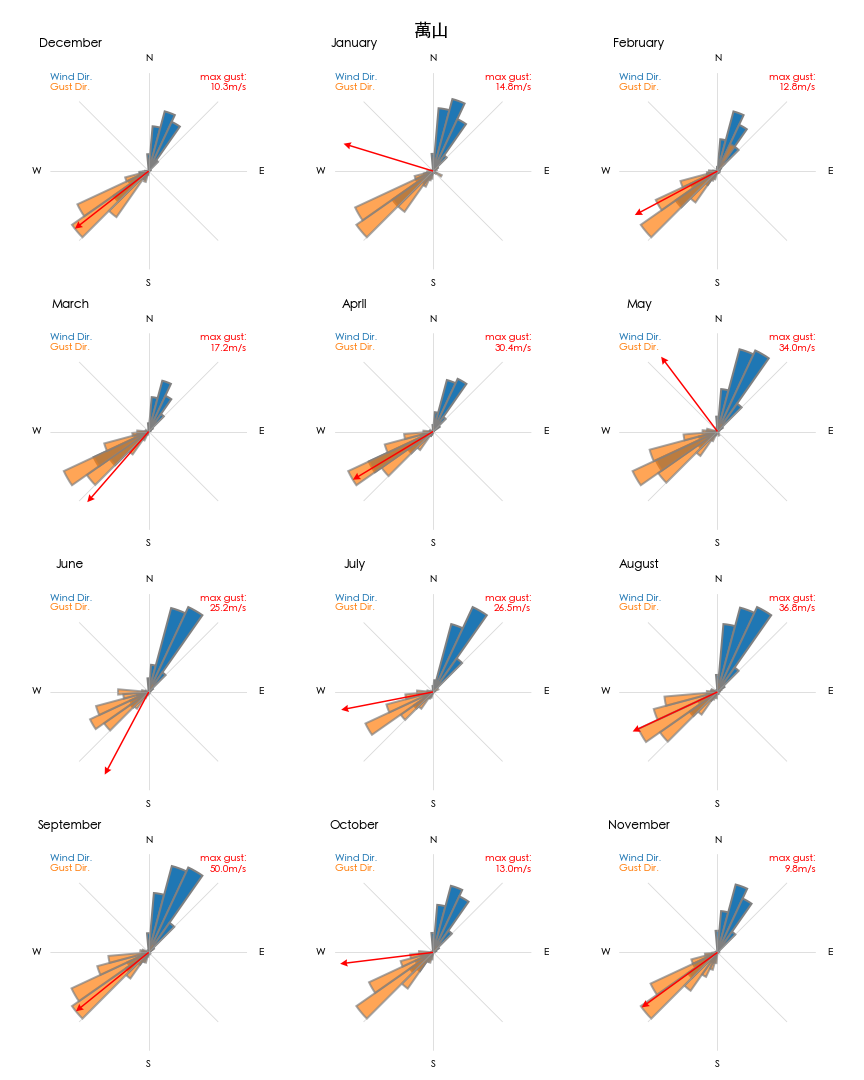 萬山
December
N
Wind Dir.
Gust Dir.
max gust:
10.3m/s
W
E
S
January
N
Wind Dir.
Gust Dir.
max gust:
14.8m/s
W
E
S
February
N
Wind Dir.
Gust Dir.
max gust:
12.8m/s
W
E
S
March
N
Wind Dir.
Gust Dir.
max gust:
17.2m/s
W
E
S
April
N
Wind Dir.
Gust Dir.
max gust:
30.4m/s
W
E
S
May
N
Wind Dir.
Gust Dir.
max gust:
34.0m/s
W
E
S
June
N
Wind Dir.
Gust Dir.
max gust:
25.2m/s
W
E
S
July
N
Wind Dir.
Gust Dir.
max gust:
26.5m/s
W
E
S
August
N
Wind Dir.
Gust Dir.
max gust:
36.8m/s
W
E
S
September
N
Wind Dir.
Gust Dir.
max gust:
50.0m/s
W
E
S
October
N
Wind Dir.
Gust Dir.
max gust:
13.0m/s
W
E
S
November
N
Wind Dir.
Gust Dir.
max gust:
9.8m/s
W
E
S